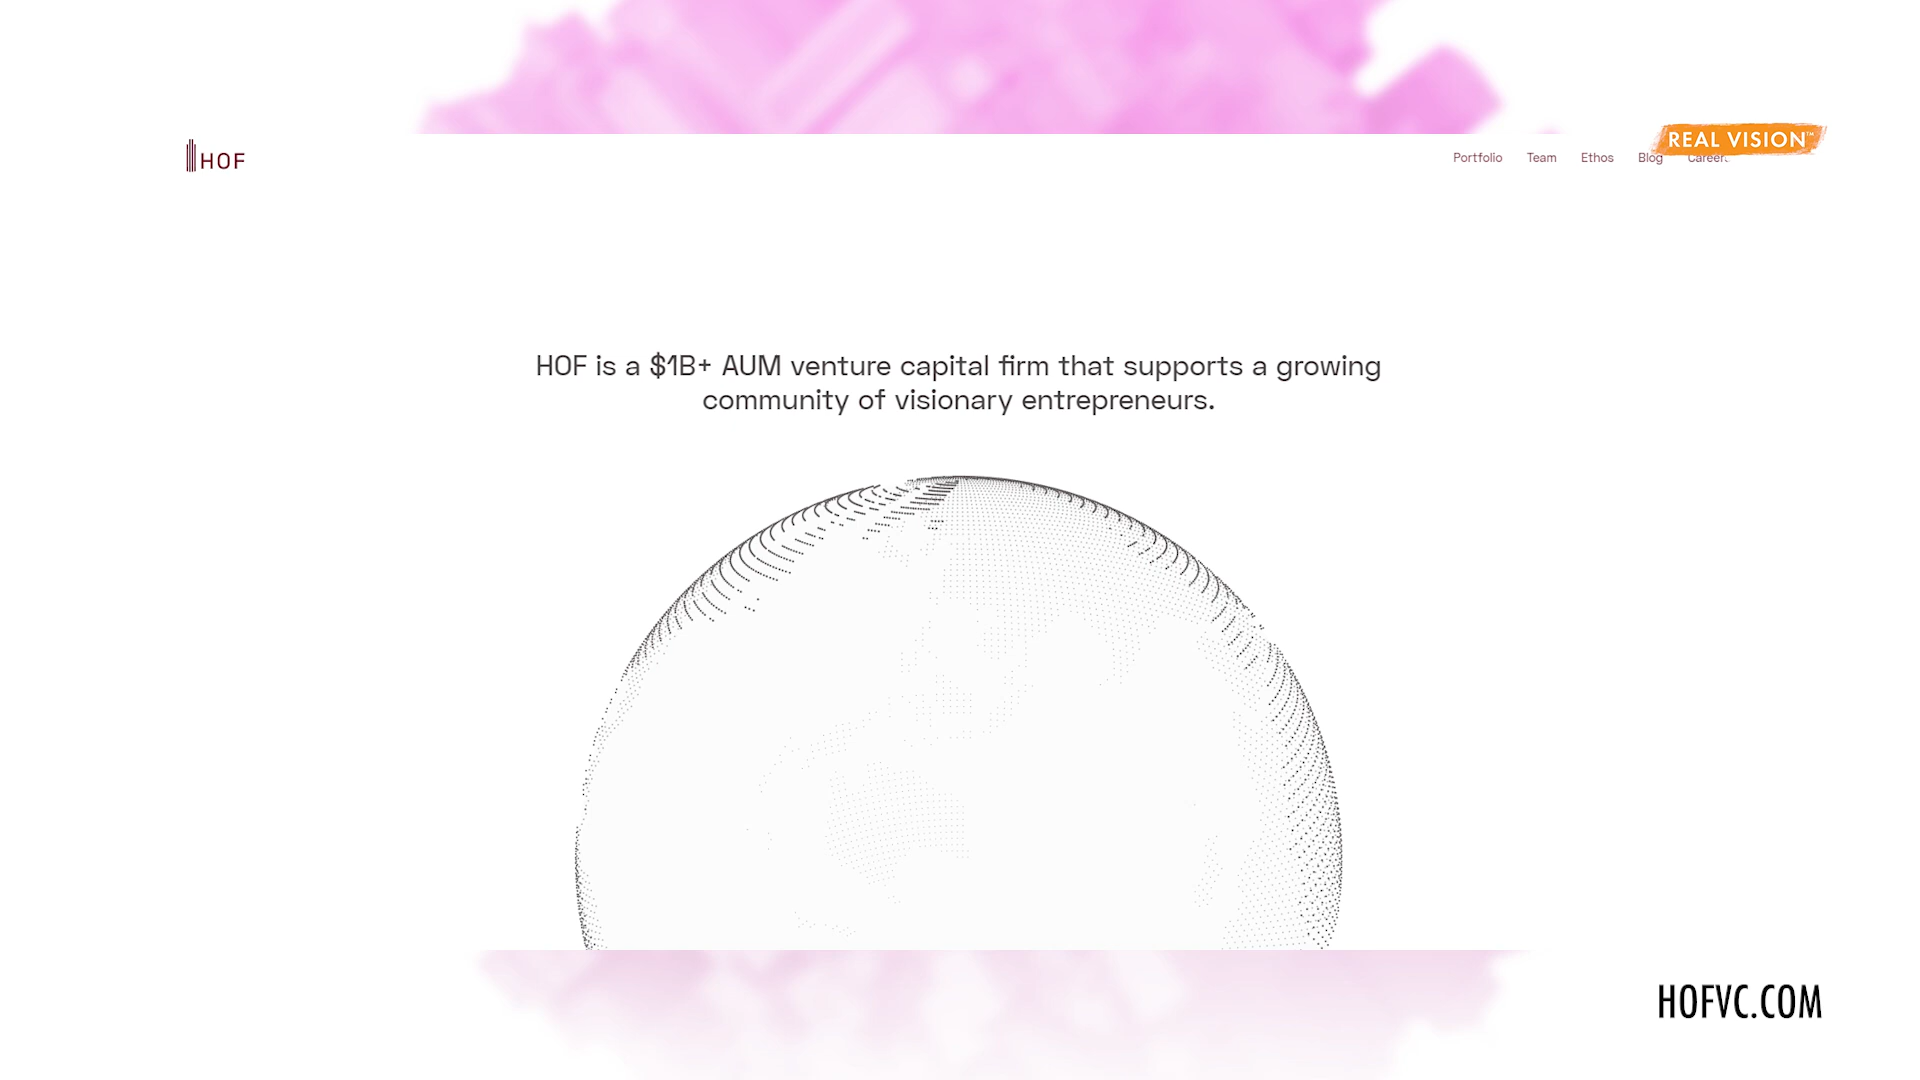 HOF
Portfolio Team Ethos Blog
REAL VISION™
HOF is a $1B+ AUM venture capital firm that supports a growing
community of visionary entrepreneurs.
HOFVC.COM